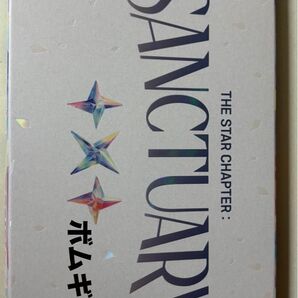 THE STAR CHAPTER :
SANCTUARY
ボムギ